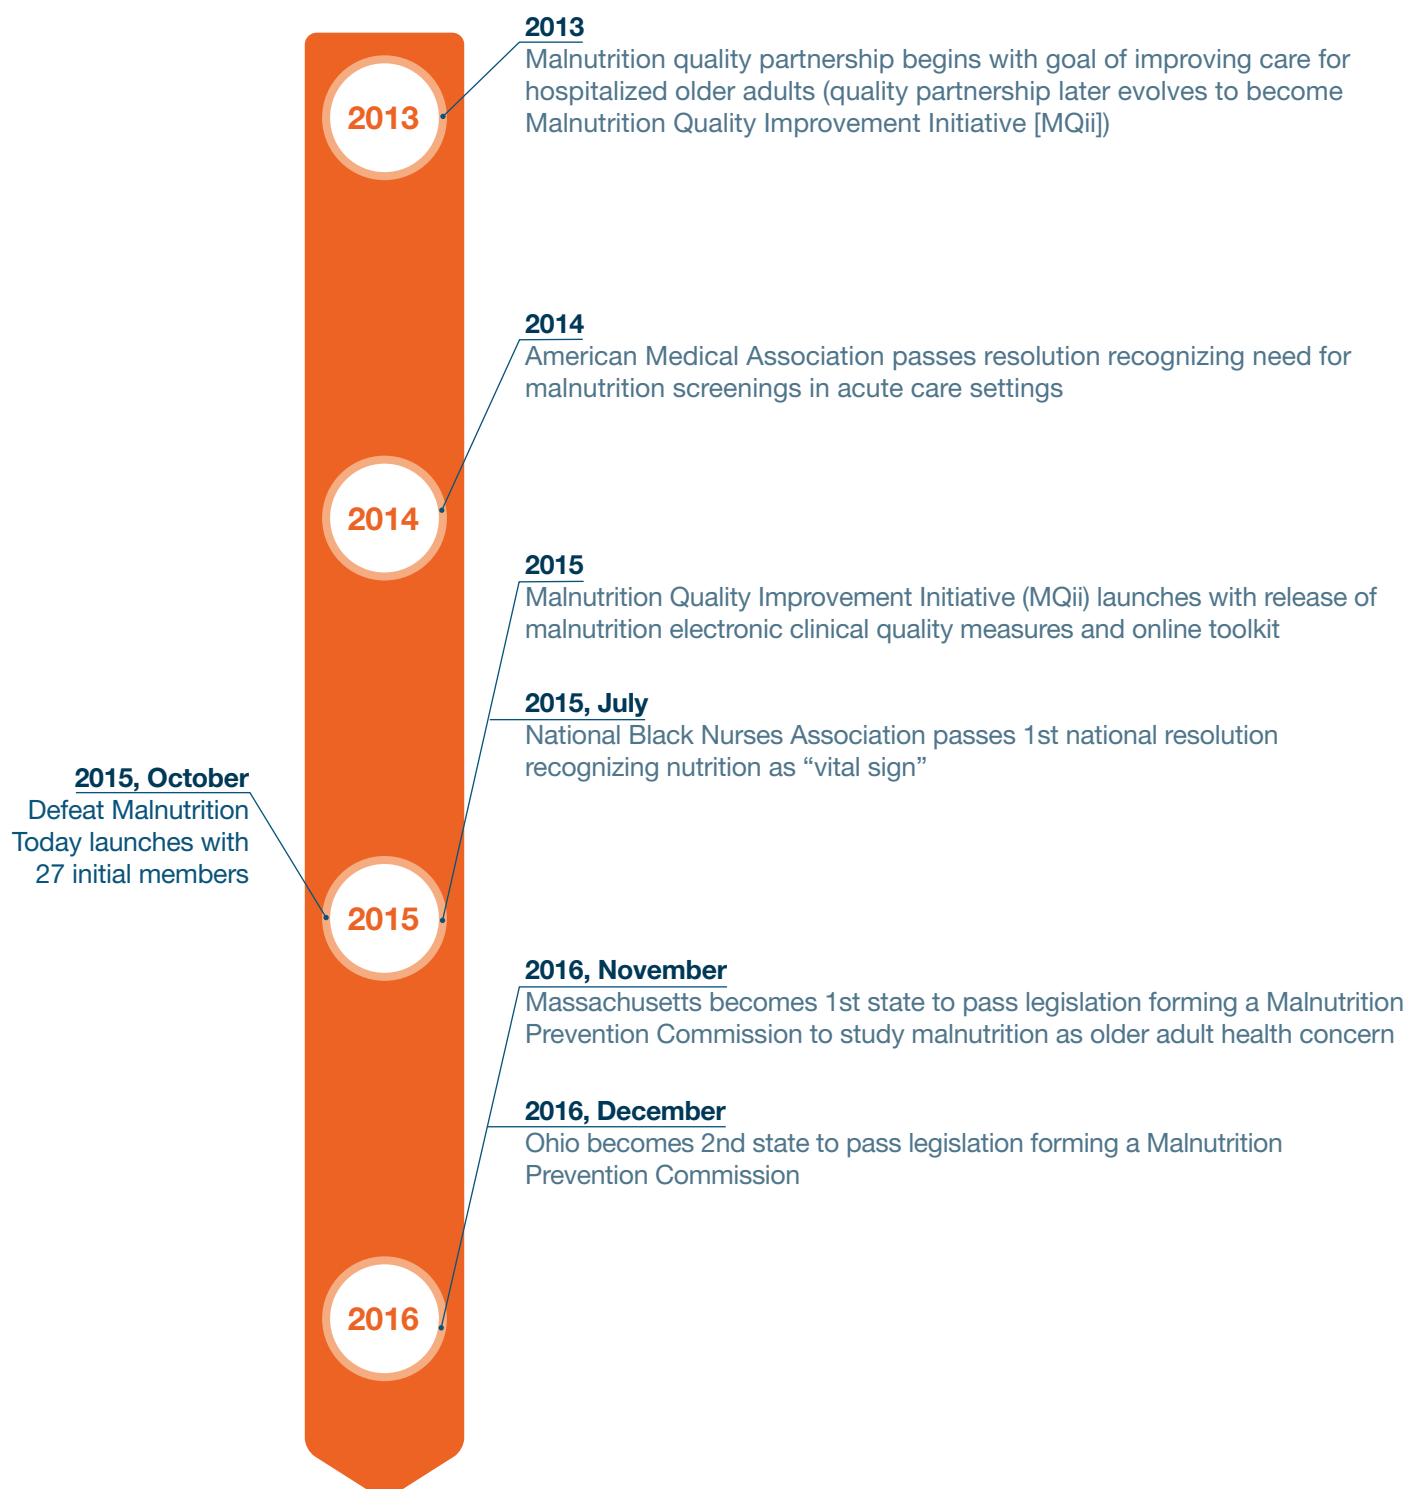 2013
Malnutrition quality partnership begins with goal of improving care for
hospitalized older adults (quality partnership later evolves to become
Malnutrition Quality Improvement Initiative [MQii])
2013
2014
American Medical Association passes resolution recognizing need for
malnutrition screenings in acute care settings
2014
2015
Malnutrition Quality Improvement Initiative (MQii) launches with release of
malnutrition electronic clinical quality measures and online toolkit
2015, July
National Black Nurses Association passes 1st national resolution
recognizing nutrition as “vital sign”
2015, October
Defeat Malnutrition
Today launches with
27 initial members
2015
2016, November
Massachusetts becomes 1st state to pass legislation forming a Malnutrition
Prevention Commission to study malnutrition as older adult health concern
2016, December
Ohio becomes 2nd state to pass legislation forming a Malnutrition
Prevention Commission
2016